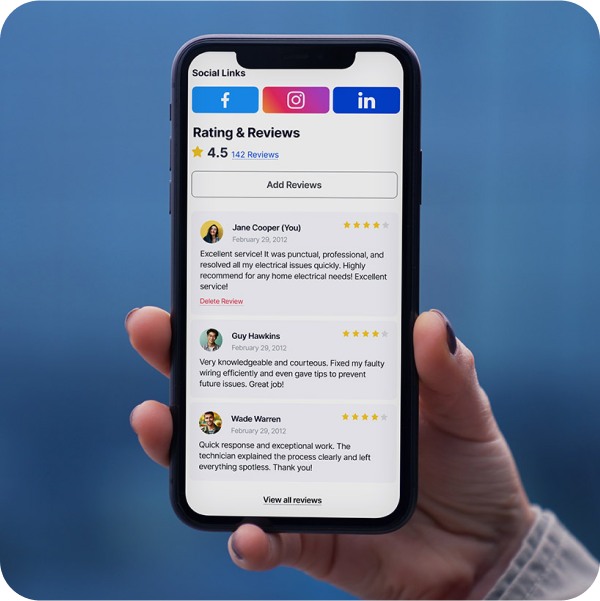 Social Links
f
in
Rating & Reviews
4.5 142 Reviews
Add Reviews
Jane Cooper (You)
February 29, 2012
Excellent service! It was punctual, professional, and
resolved all my electrical issues quickly. Highly
recommend for any home electrical needs! Excellent
service!
Delete Review
Guy Hawkins
February 29, 2012
Very knowledgeable and courteous. Fixed my faulty
wiring efficiently and even gave tips to prevent
future issues. Great job!
Wade Warren
February 29, 2012
Quick response and exceptional work. The
technician explained the process clearly and left
everything spotless. Thank you!
View all reviews